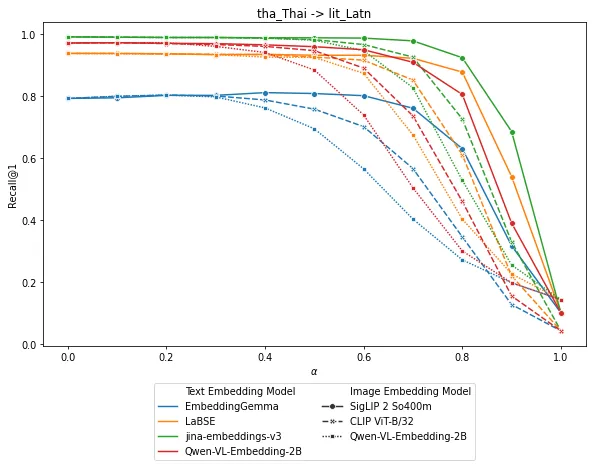 tha_Thai -> lit_Latn
Recall@1
1.0
0.8
0.6
0.4
0.2
0.0
0.0 0.2 0.4 0.6 0.8 1.0
α
Text Embedding Model Image Embedding Model
EmbeddingGemma SigLIP 2 So400m
LaBSE CLIP ViT-B/32
jina-embeddings-v3 Qwen-VL-Embedding-2B
Qwen-VL-Embedding-2B